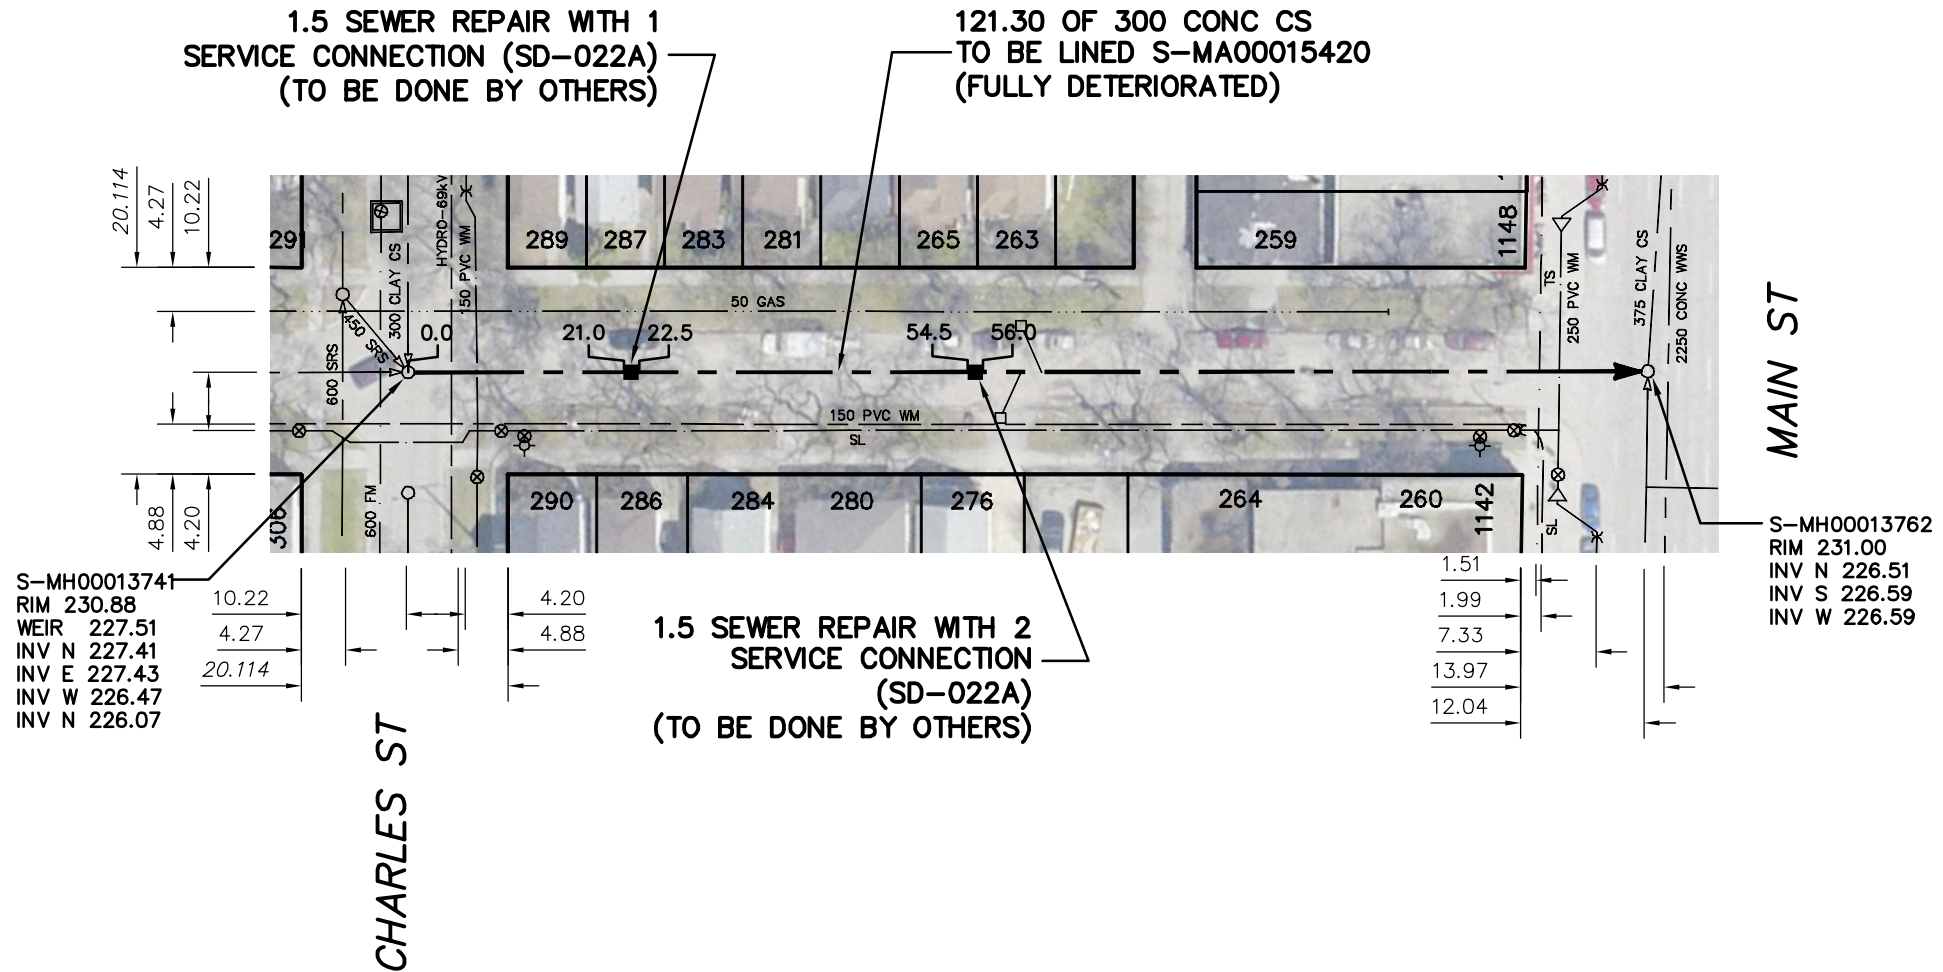 1.5 SEWER REPAIR WITH 1
SERVICE CONNECTION (SD-022A)
(TO BE DONE BY OTHERS)
121.30 OF 300 CONC CS
TO BE LINED S-MA00015420
(FULLY DETERIORATED)
20.114
4.27
10.22
291
289
287
283
281
265
263
259
1148
300 CLAY CS
HYDRO-69kV
150 PVC WM
50 GAS
TS
250 PVC WM
375 CLAY CS
2250 CONC WWS
MAIN ST
450 SRS
600 SRS
0.0
21.0
22.5
54.5
56.0
150 PVC WM
SL
4.88
4.20
306
600 FM
290
286
284
280
276
264
260
1142
SL
S-MH00013741
RIM 230.88
WEIR 227.51
INV N 227.41
INV E 227.43
INV W 226.47
INV N 226.07
S-MH00013762
RIM 231.00
INV N 226.51
INV S 226.59
INV W 226.59
10.22
4.27
20.114
4.20
4.88
1.5 SEWER REPAIR WITH 2
SERVICE CONNECTION
(SD-022A)
(TO BE DONE BY OTHERS)
1.51
1.99
7.33
13.97
12.04
CHARLES ST